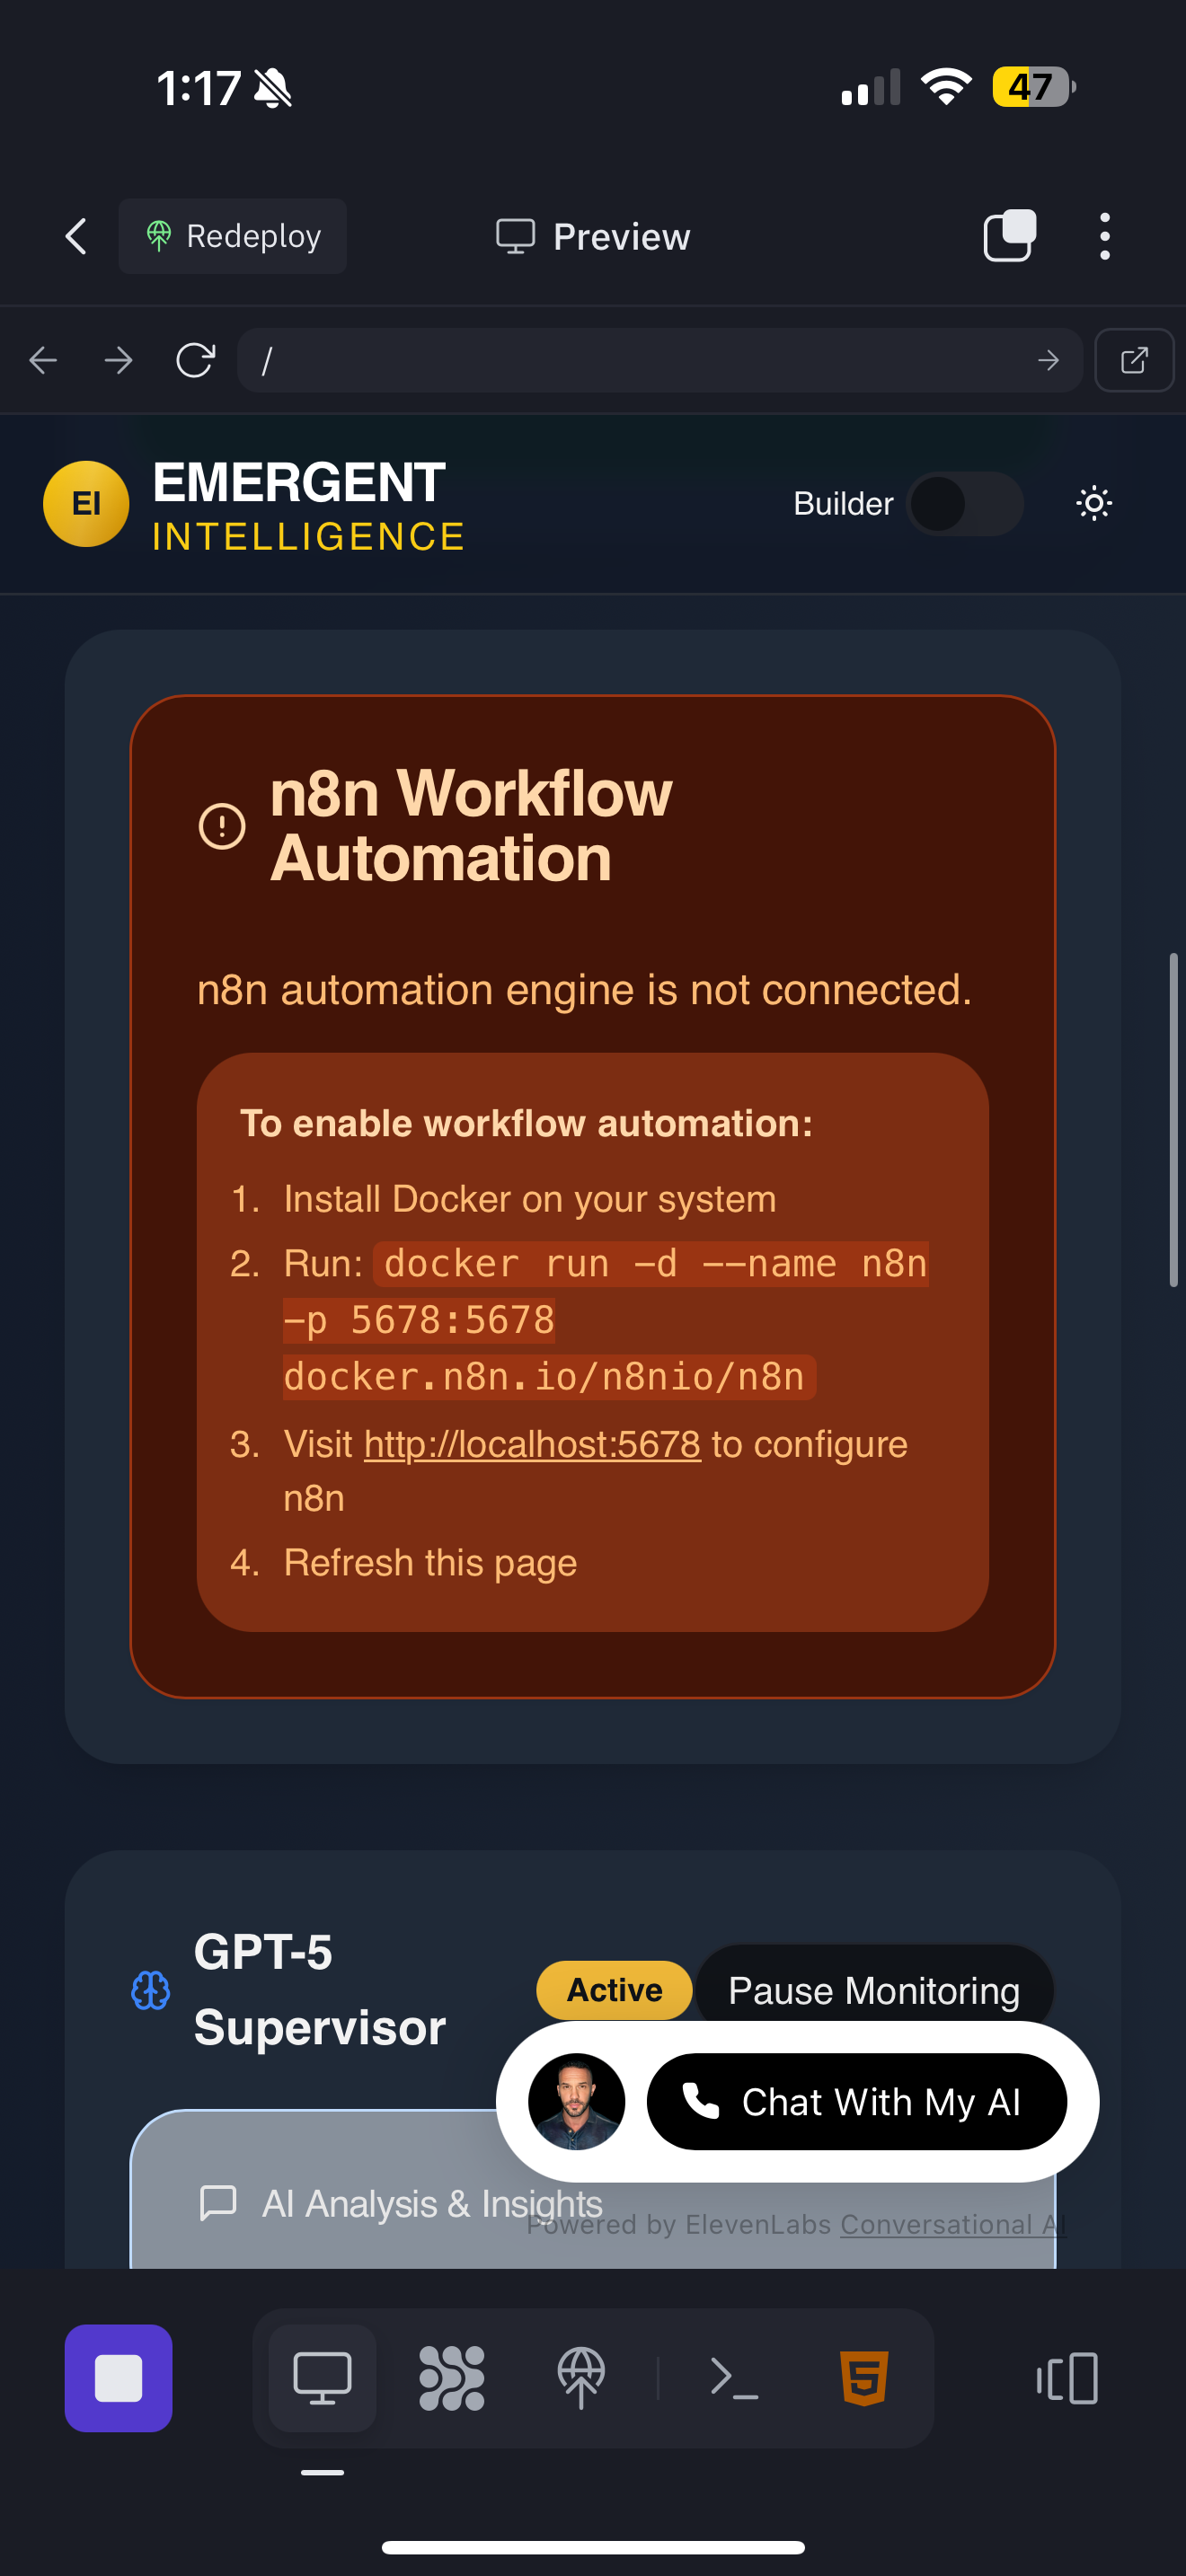 1:17
47
Redeploy
Preview
/
EI
EMERGENT
INTELLIGENCE
Builder
n8n Workflow
Automation
n8n automation engine is not connected.
To enable workflow automation:
1. Install Docker on your system
2. Run: docker run -d --name n8n
-p 5678:5678
docker.n8n.io/n8nio/n8n
3. Visit http://localhost:5678 to configure
n8n
4. Refresh this page
GPT-5
Supervisor
Active
Pause Monitoring
Chat With My AI
AI Analysis & Insights
Powered by ElevenLabs Conversational AI
5